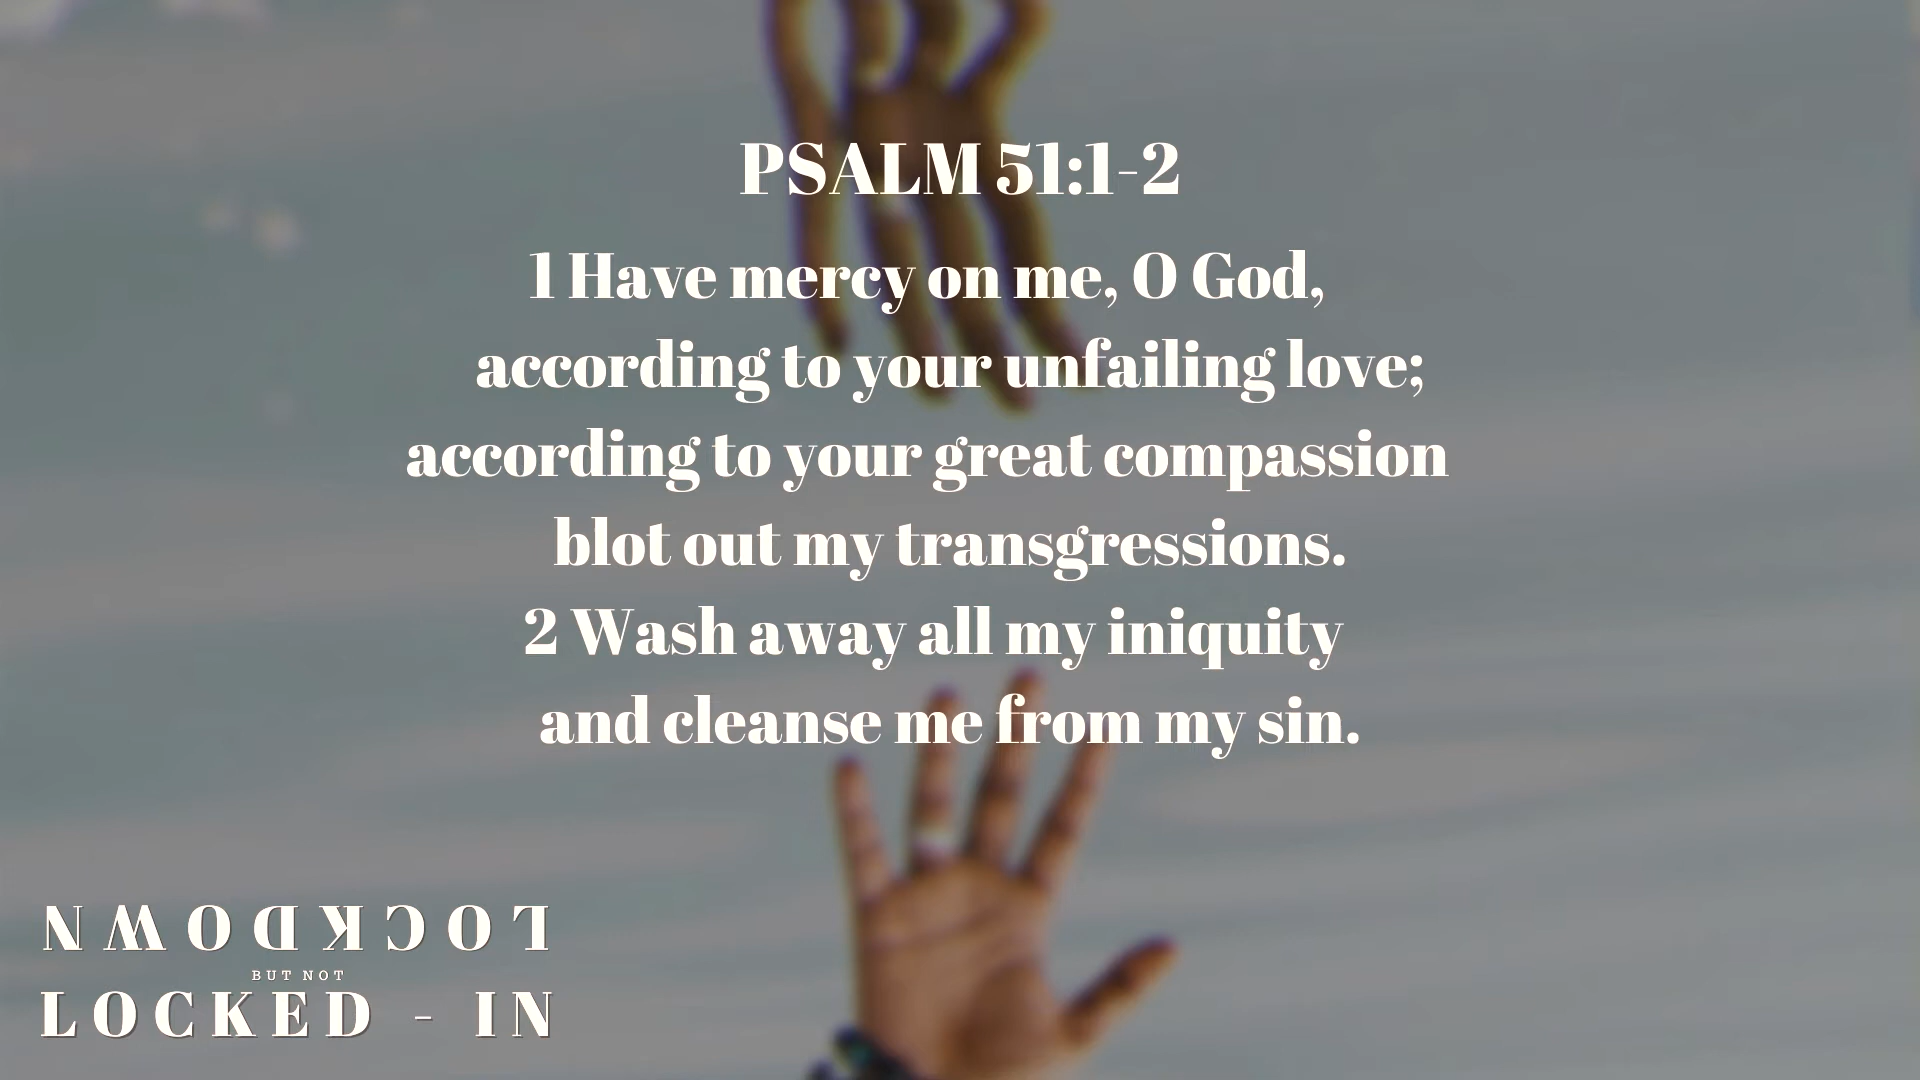 PSALM 51:1-2
1 Have mercy on me, O God,
according to your unfailing love;
according to your great compassion
blot out my transgressions.
2 Wash away all my iniquity
and cleanse me from my sin.
LOCKDOWN
BUT NOT
LOCKED - IN